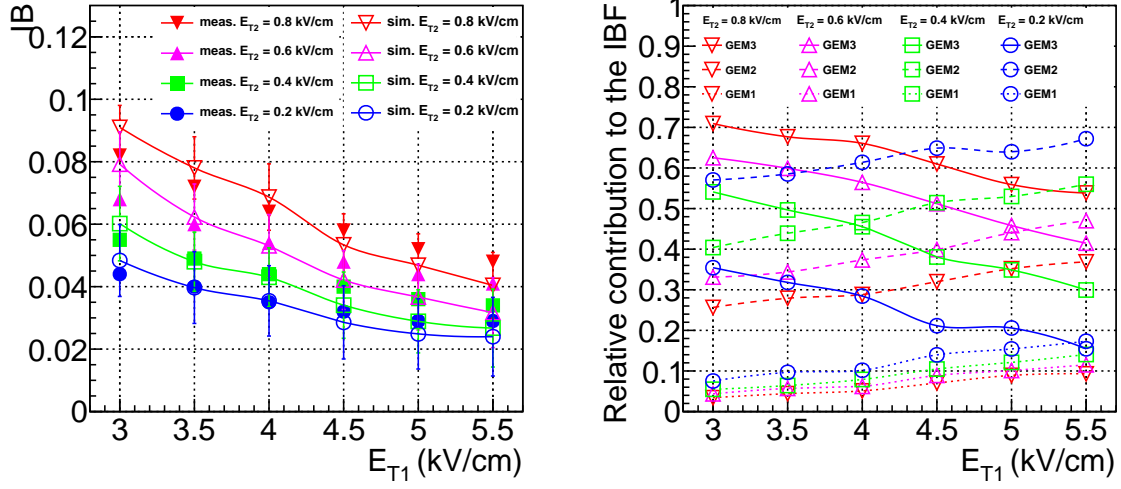 IB
0.12
0.1
0.08
0.06
0.04
0.02
0
meas. E_T2 = 0.8 kV/cm
sim. E_T2 = 0.8 kV/cm
meas. E_T2 = 0.6 kV/cm
sim. E_T2 = 0.6 kV/cm
meas. E_T2 = 0.4 kV/cm
sim. E_T2 = 0.4 kV/cm
meas. E_T2 = 0.2 kV/cm
sim. E_T2 = 0.2 kV/cm
3 3.5 4 4.5 5 5.5
E_T1 (kV/cm)
Relative contribution to the IBF
1
0.9
0.8
0.7
0.6
0.5
0.4
0.3
0.2
0.1
0
E_T2 = 0.8 kV/cm E_T2 = 0.6 kV/cm E_T2 = 0.4 kV/cm E_T2 = 0.2 kV/cm
GEM3 GEM3 GEM3 GEM3
GEM2 GEM2 GEM2 GEM2
GEM1 GEM1 GEM1 GEM1
3 3.5 4 4.5 5 5.5
E_T1 (kV/cm)